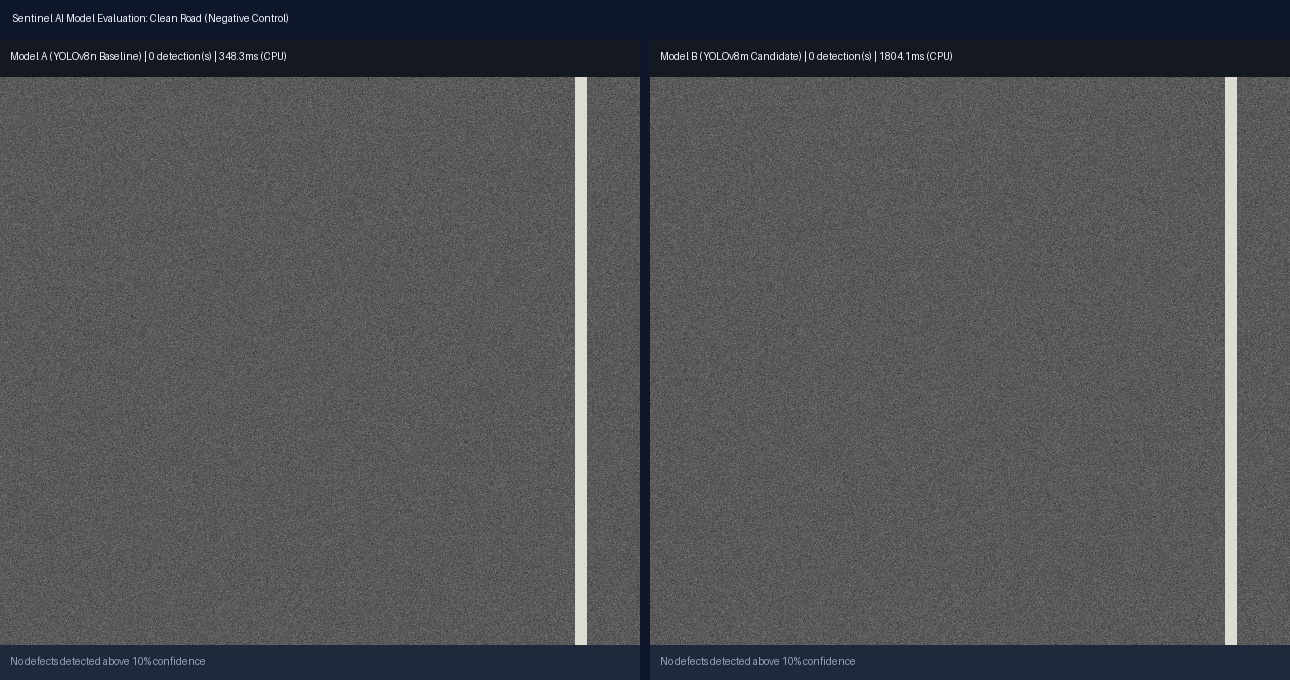 Sentinel AI Model Evaluation: Clean Road (Negative Control)
Model A (YOLOv8n Baseline) | 0 detection(s) | 348.3ms (CPU)
Model B (YOLOv8m Candidate) | 0 detection(s) | 1804.1ms (CPU)
No defects detected above 10% confidence
No defects detected above 10% confidence